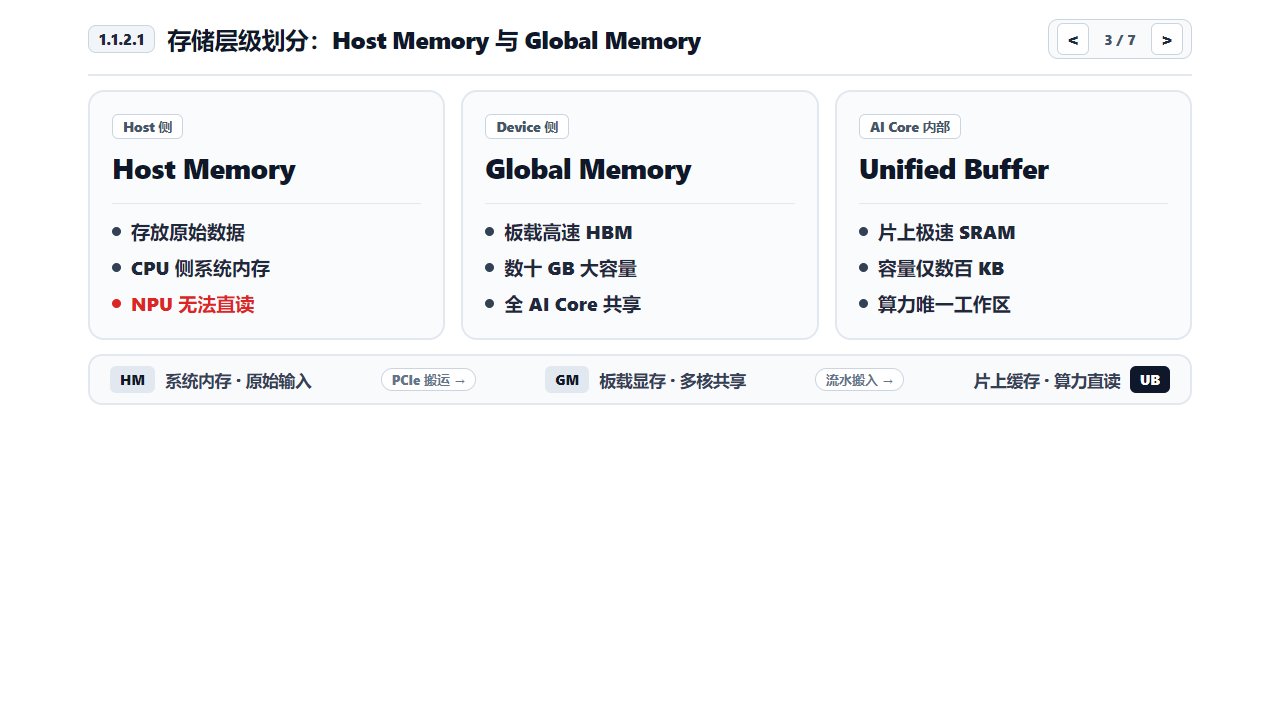 1.1.2.1 存储层级划分：Host Memory 与 Global Memory
< 3 / 7 >
Host 侧
Host Memory
存放原始数据
CPU 侧系统内存
NPU 无法直读
Device 侧
Global Memory
板载高速 HBM
数十 GB 大容量
全 AI Core 共享
AI Core 内部
Unified Buffer
片上极速 SRAM
容量仅数百 KB
算力唯一工作区
HM 系统内存 · 原始输入 PCIe 搬运 → GM 板载显存 · 多核共享 流水搬入 → 片上缓存 · 算力直读 UB